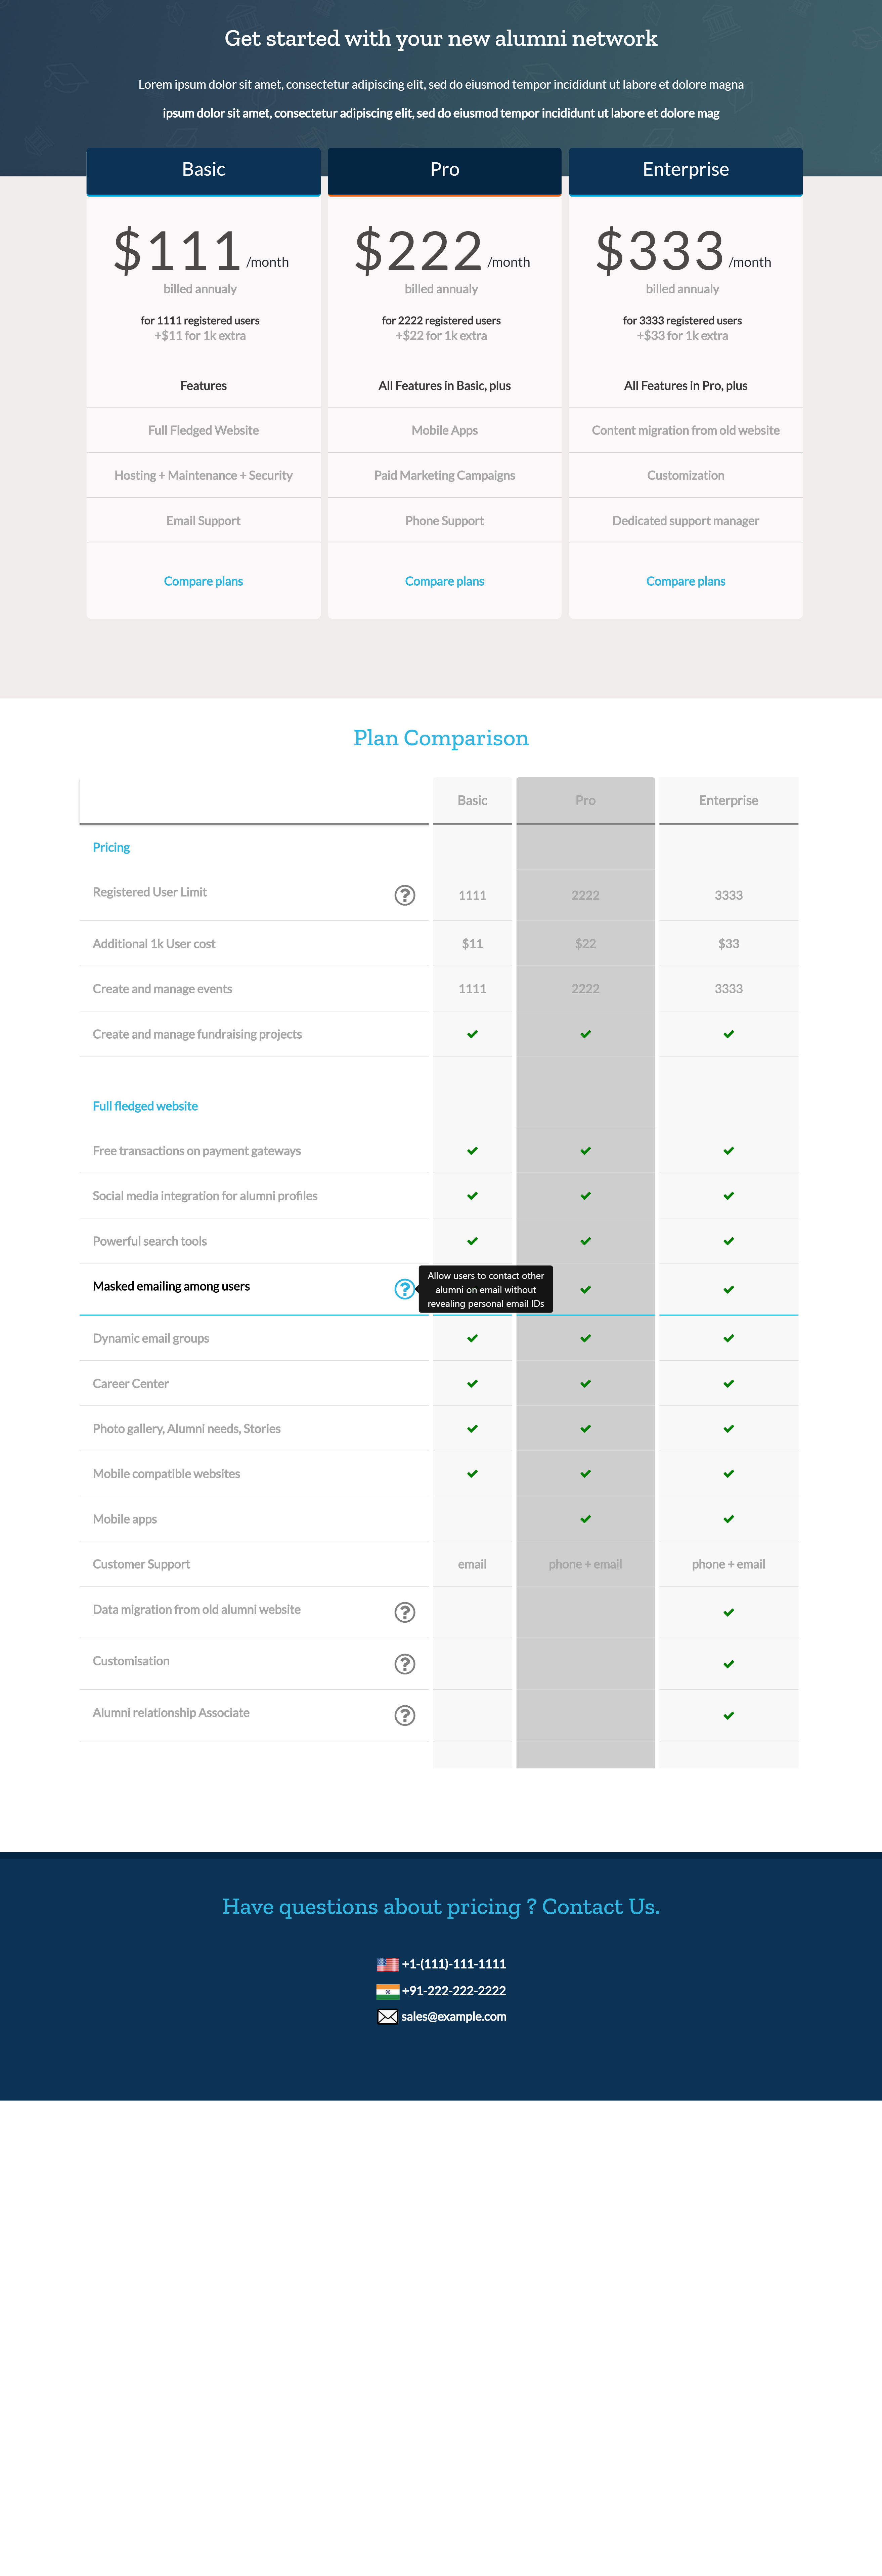 Get started with your new alumni network
Lorem ipsum dolor sit amet, consectetur adipiscing elit, sed do eiusmod tempor incididunt ut labore et dolore magna
ipsum dolor sit amet, consectetur adipiscing elit, sed do eiusmod tempor incididunt ut labore et dolore mag
Basic
$111 /month
billed annualy
for 1111 registered users
+$11 for 1k extra
Features
Full Fledged Website
Hosting + Maintenance + Security
Email Support
Compare plans
Pro
$222 /month
billed annualy
for 2222 registered users
+$22 for 1k extra
All Features in Basic, plus
Mobile Apps
Paid Marketing Campaigns
Phone Support
Compare plans
Enterprise
$333 /month
billed annualy
for 3333 registered users
+$33 for 1k extra
All Features in Pro, plus
Content migration from old website
Customization
Dedicated support manager
Compare plans
Plan Comparison
Basic Pro Enterprise
Pricing
Registered User Limit ? 1111 2222 3333
Additional 1k User cost $11 $22 $33
Create and manage events 1111 2222 3333
Create and manage fundraising projects
Full fledged website
Free transactions on payment gateways
Social media integration for alumni profiles
Powerful search tools
Masked emailing among users ?
Allow users to contact other
alumni on email without
revealing personal email IDs
Dynamic email groups
Career Center
Photo gallery, Alumni needs, Stories
Mobile compatible websites
Mobile apps
Customer Support email phone + email phone + email
Data migration from old alumni website ?
Customisation ?
Alumni relationship Associate ?
Have questions about pricing ? Contact Us.
+1-(111)-111-1111
+91-222-222-2222
sales@example.com